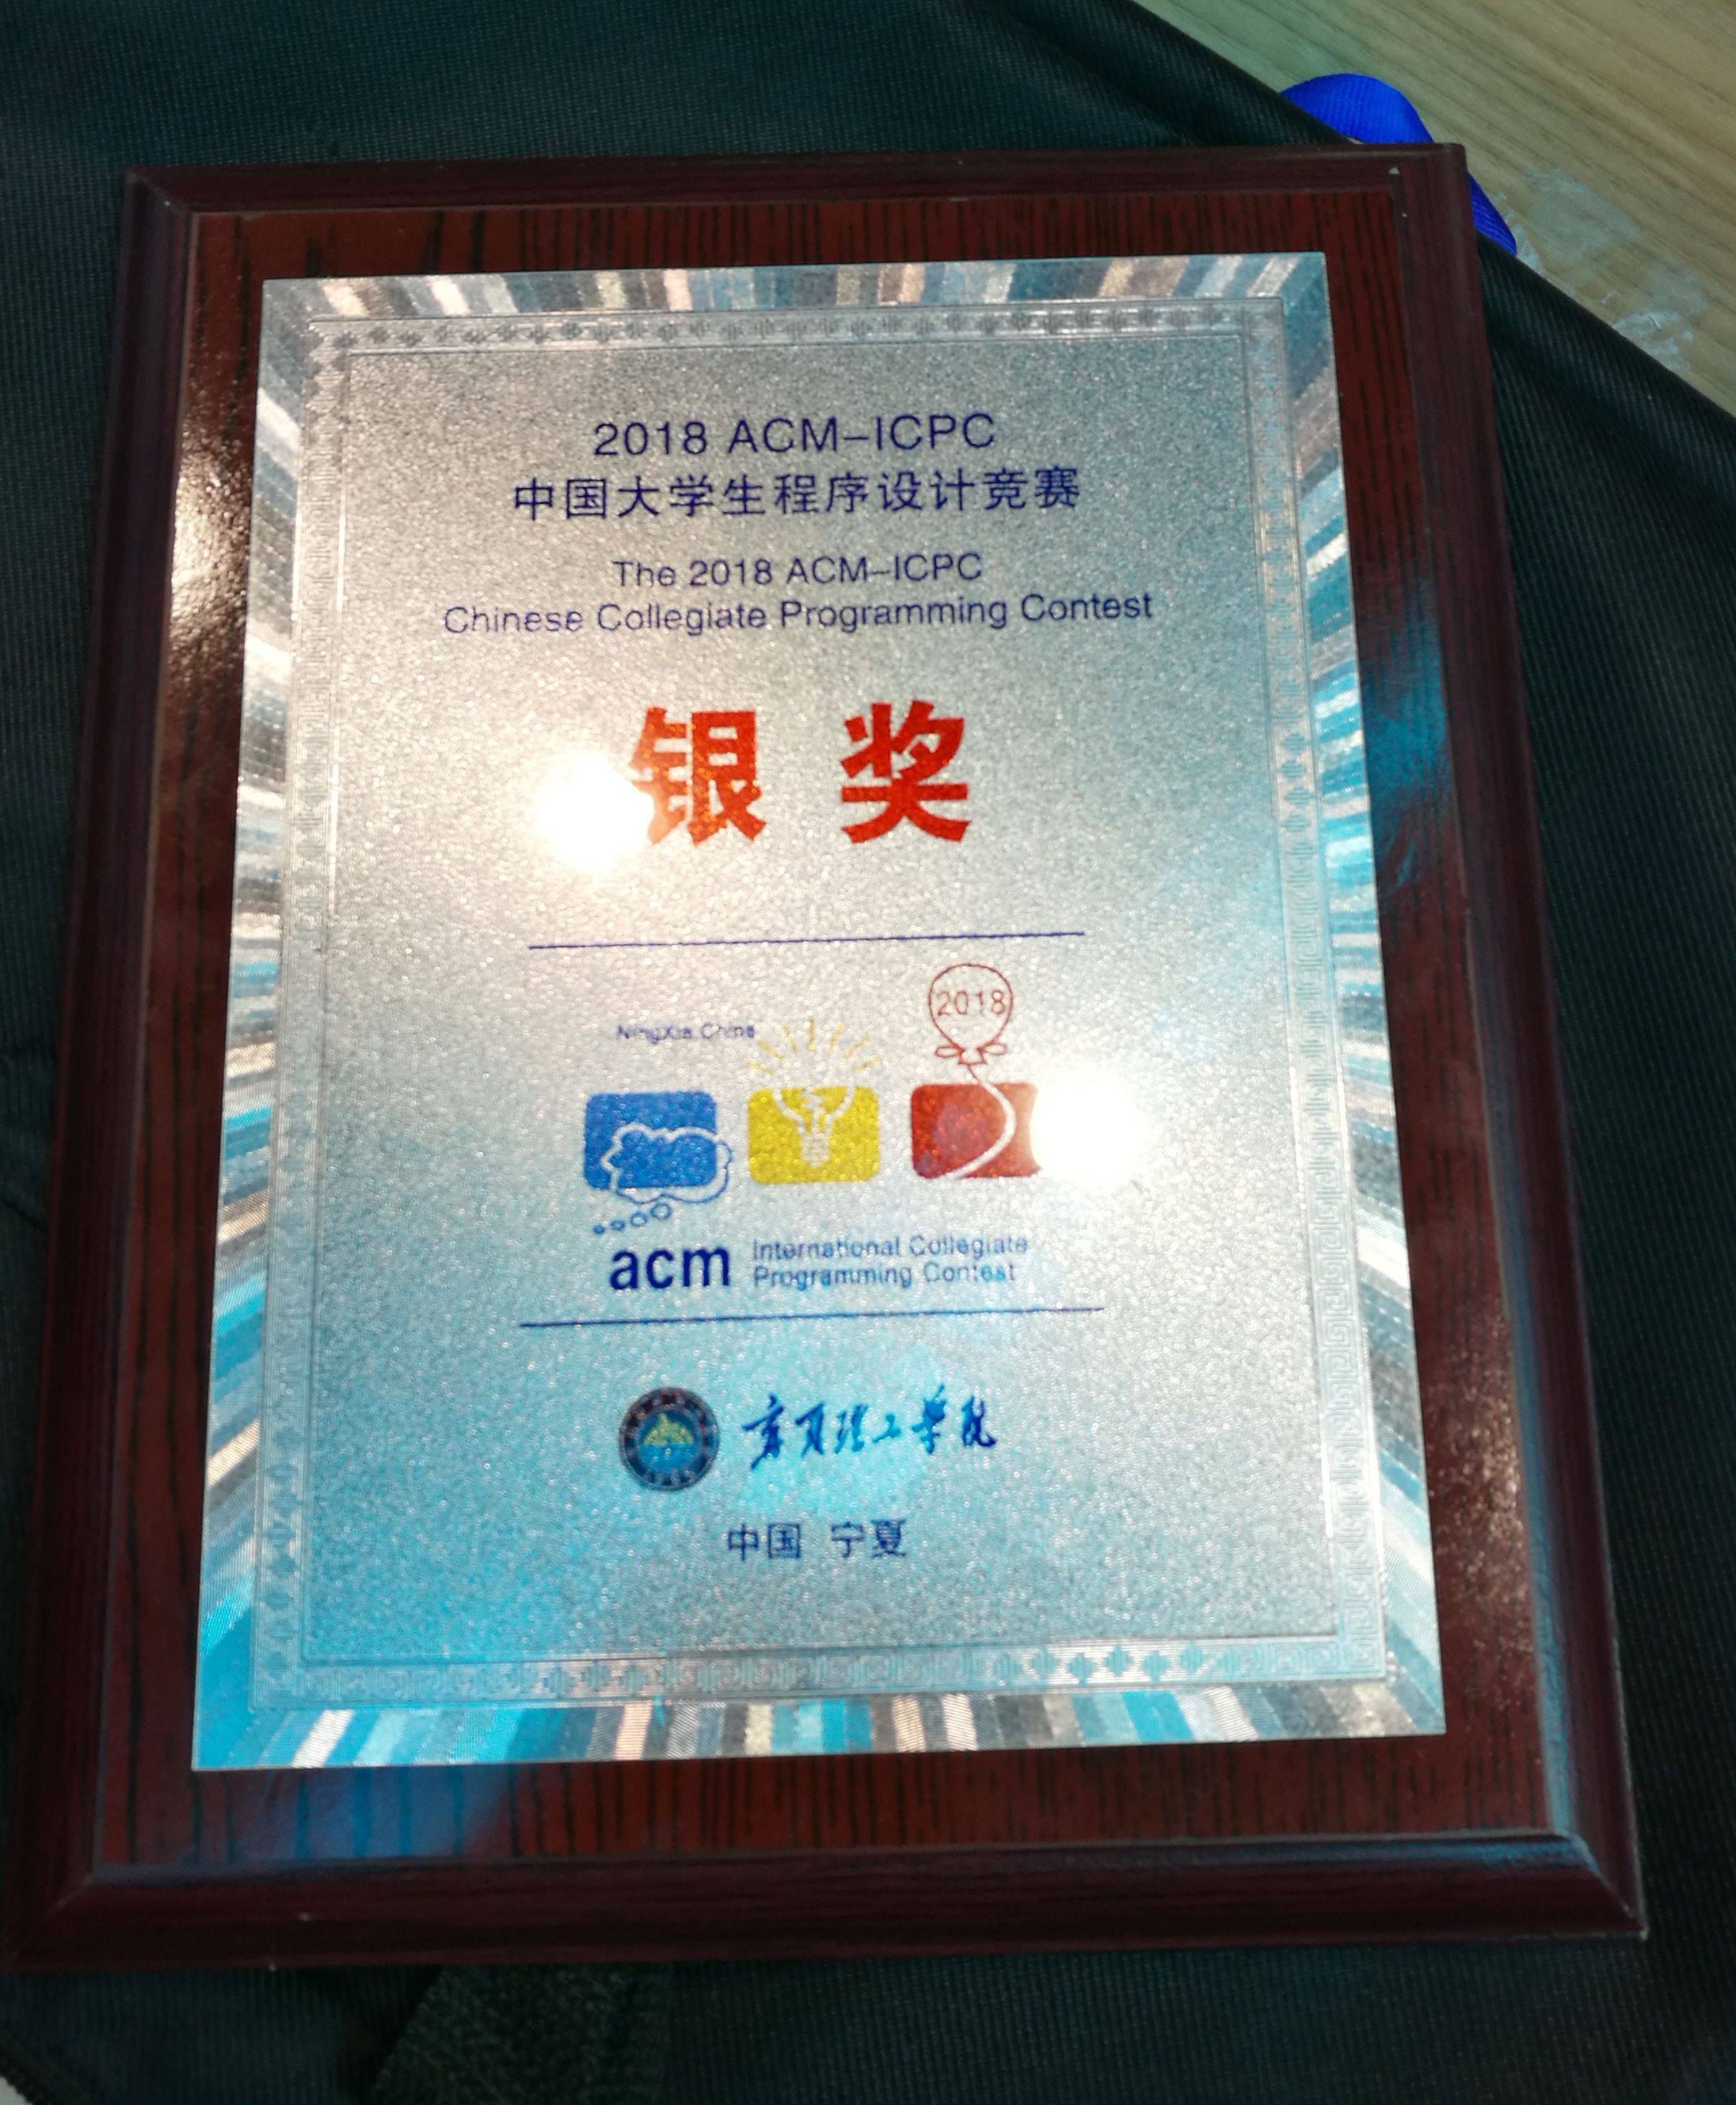 2018 ACM-ICPC
中国大学生程序设计竞赛
The 2018 ACM-ICPC
Chinese Collegiate Programming Contest
银 奖
2018
NingXia.China
acm International Collegiate
Programming Contest
宁夏理工学院
中国 宁夏